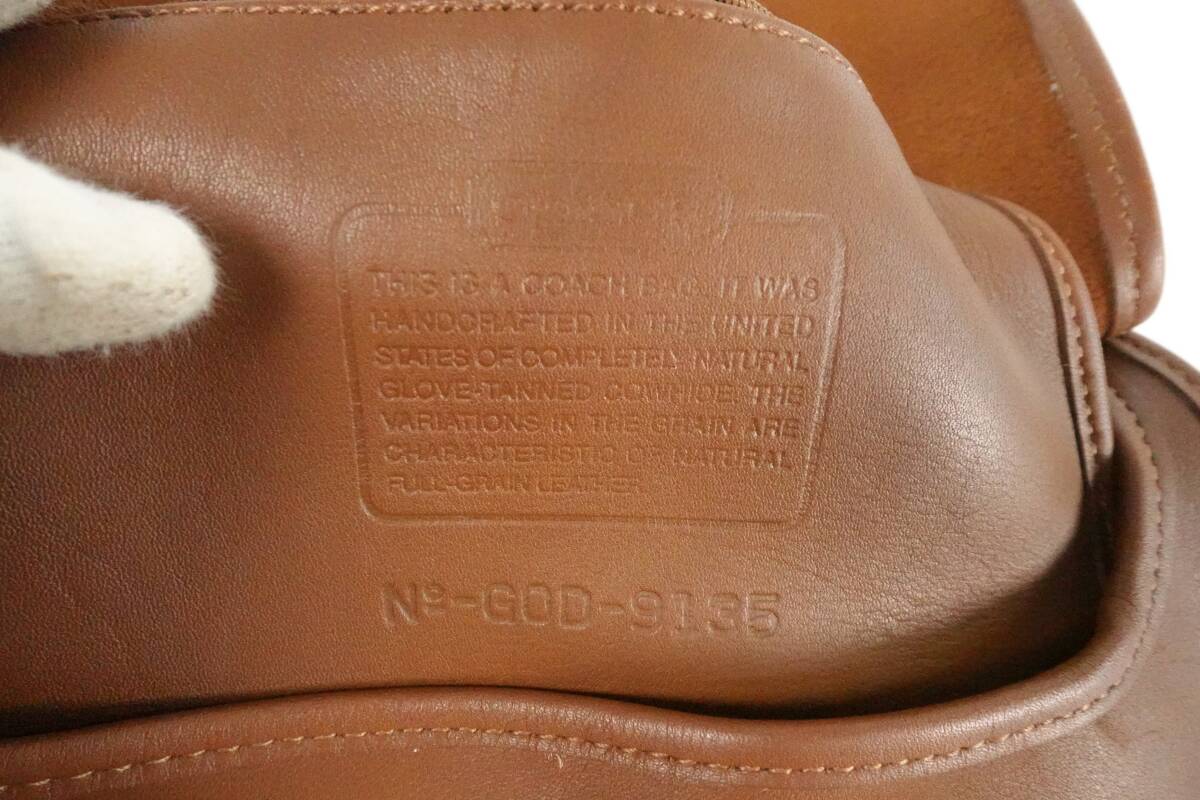 THIS IS A COACH BAG. IT WAS
HANDCRAFTED IN THE UNITED
STATES OF COMPLETELY NATURAL
GLOVE-TANNED COWHIDE. THE
VARIATIONS IN THE GRAIN ARE
CHARACTERISTIC OF NATURAL
FULL-GRAIN LEATHER.
Nº-GOD-9135